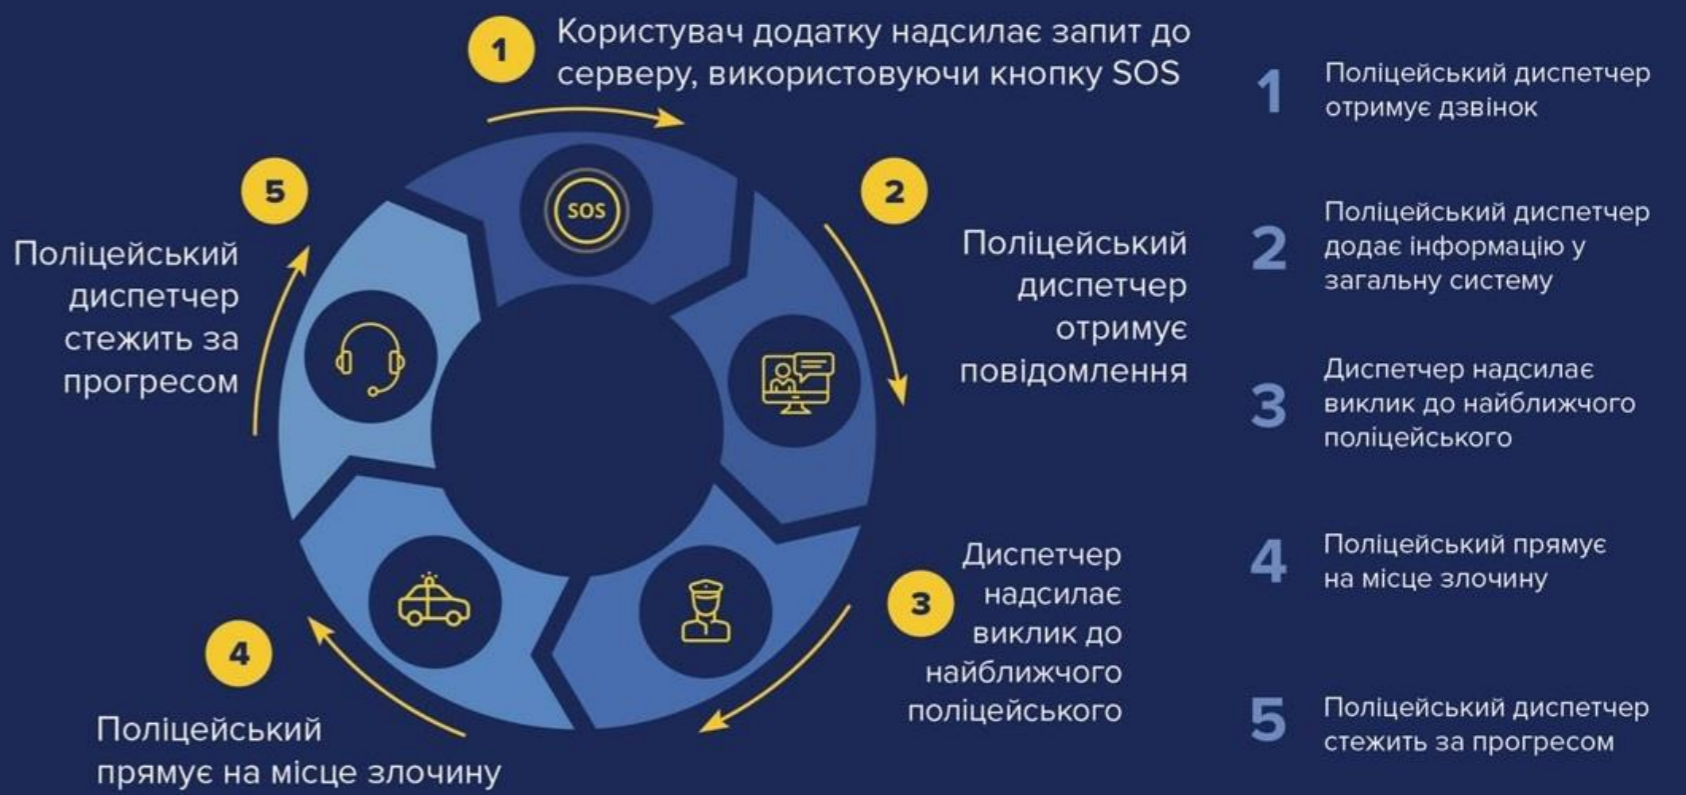 1
Користувач додатку надсилає запит до
серверу, використовуючи кнопку SOS
SOS
2
Поліцейський
диспетчер
отримує
повідомлення
3
Диспетчер
надсилає
виклик до
найближчого
поліцейського
4
Поліцейський
прямує на місце злочину
5
Поліцейський
диспетчер
стежить за
прогресом
1
Поліцейський диспетчер
отримує дзвінок
2
Поліцейський диспетчер
додає інформацію у
загальну систему
3
Диспетчер надсилає
виклик до найближчого
поліцейського
4
Поліцейський прямує
на місце злочину
5
Поліцейський диспетчер
стежить за прогресом